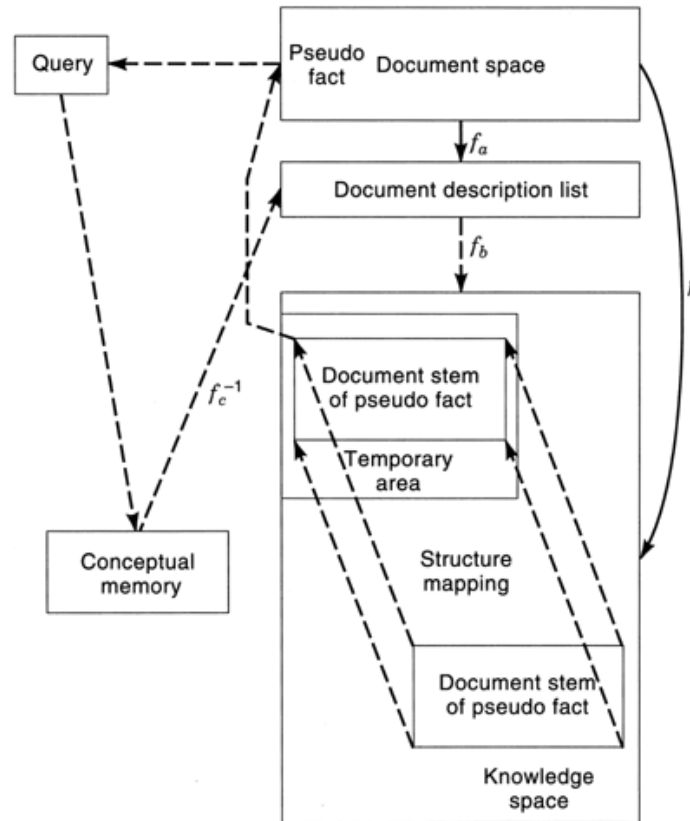 Query
Pseudo
fact
Document space
f_a
Document description list
f_b
f_c^{-1}
Document stem
of pseudo fact
Temporary
area
Conceptual
memory
Structure
mapping
Document stem
of pseudo fact
Knowledge
space